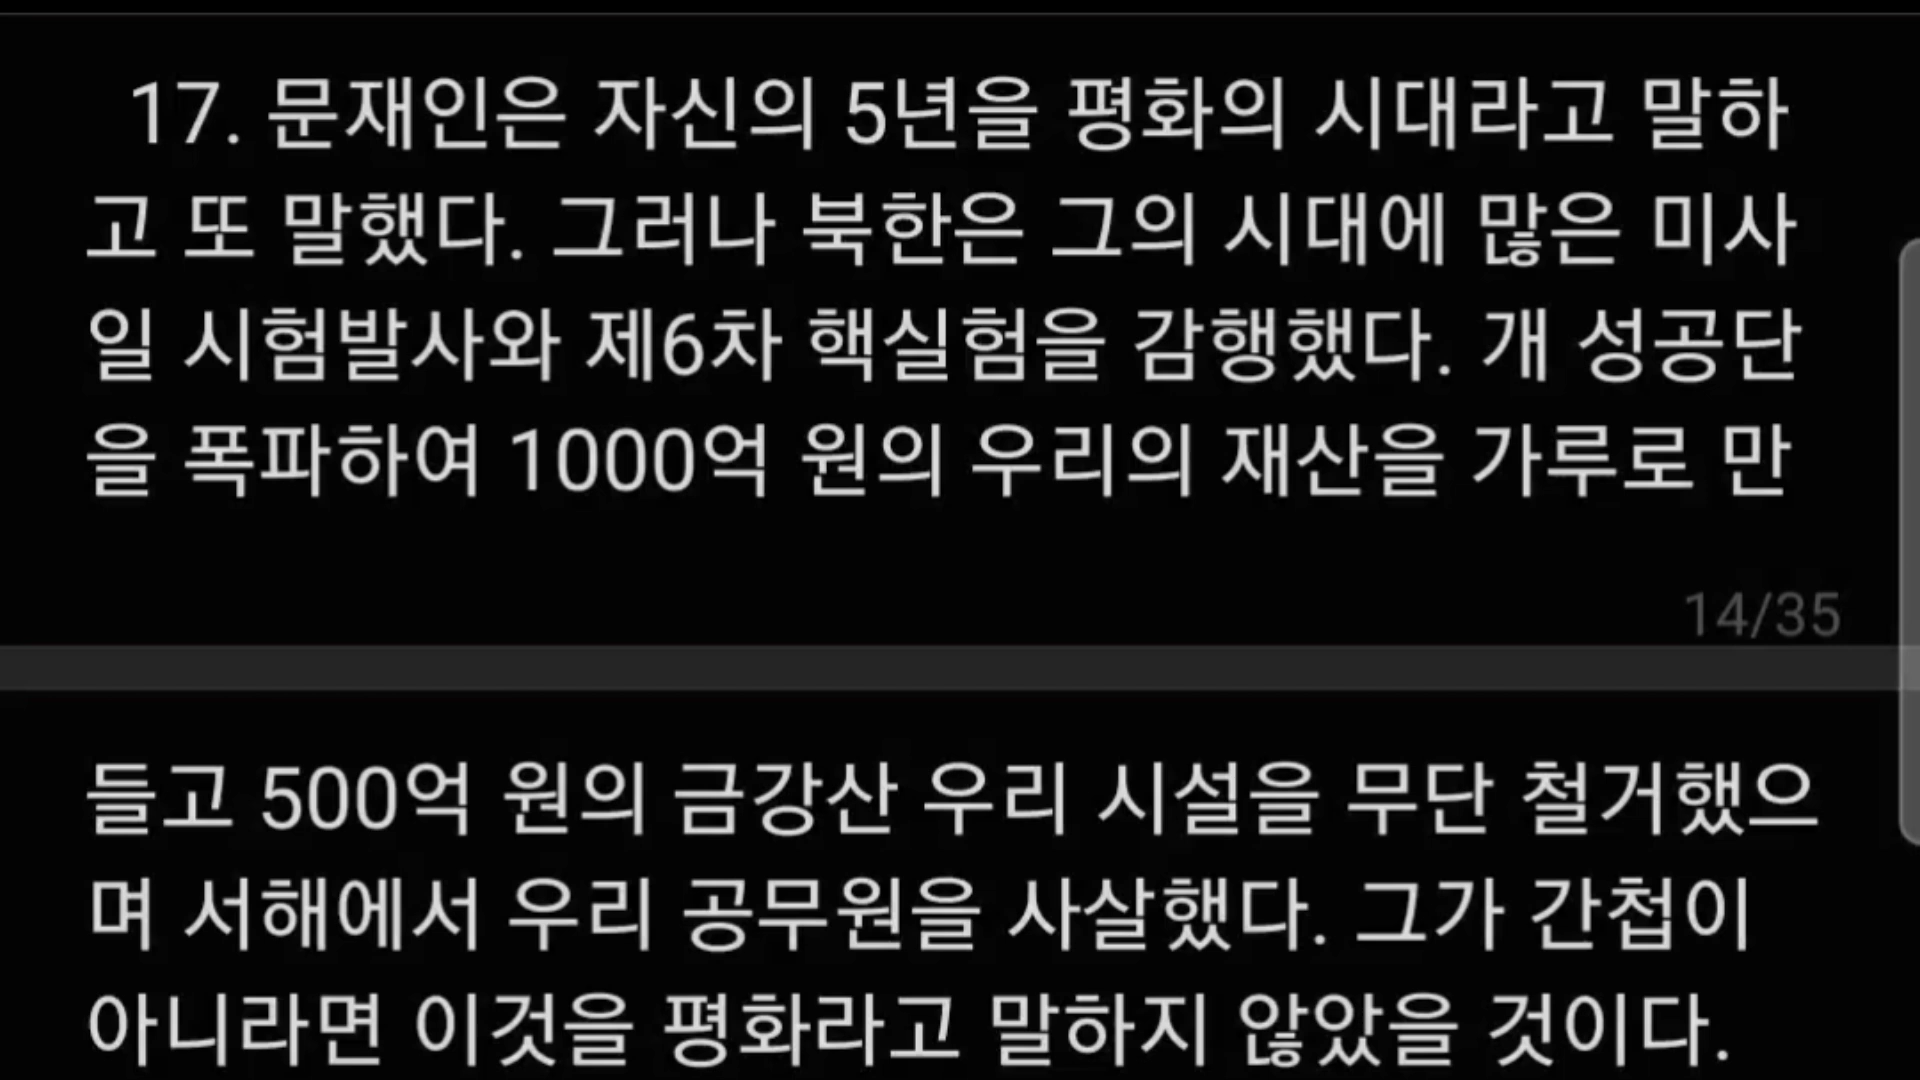 17. 문재인은 자신의 5년을 평화의 시대라고 말하
고 또 말했다. 그러나 북한은 그의 시대에 많은 미사
일 시험발사와 제6차 핵실험을 감행했다. 개 성공단
을 폭파하여 1000억 원의 우리의 재산을 가루로 만
14/35
들고 500억 원의 금강산 우리 시설을 무단 철거했으
며 서해에서 우리 공무원을 사살했다. 그가 간첩이
아니라면 이것을 평화라고 말하지 않았을 것이다.